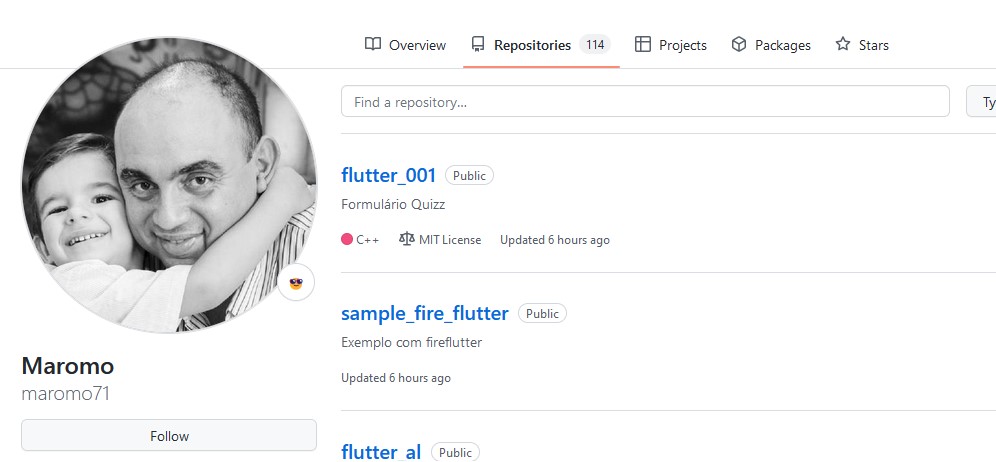 Overview Repositories 114 Projects Packages Stars
Find a repository...
Ty
flutter_001 Public
Formulário Quizz
C++ MIT License Updated 6 hours ago
sample_fire_flutter Public
Exemplo com fireflutter
Updated 6 hours ago
Maromo
maromo71
Follow
flutter_al Public